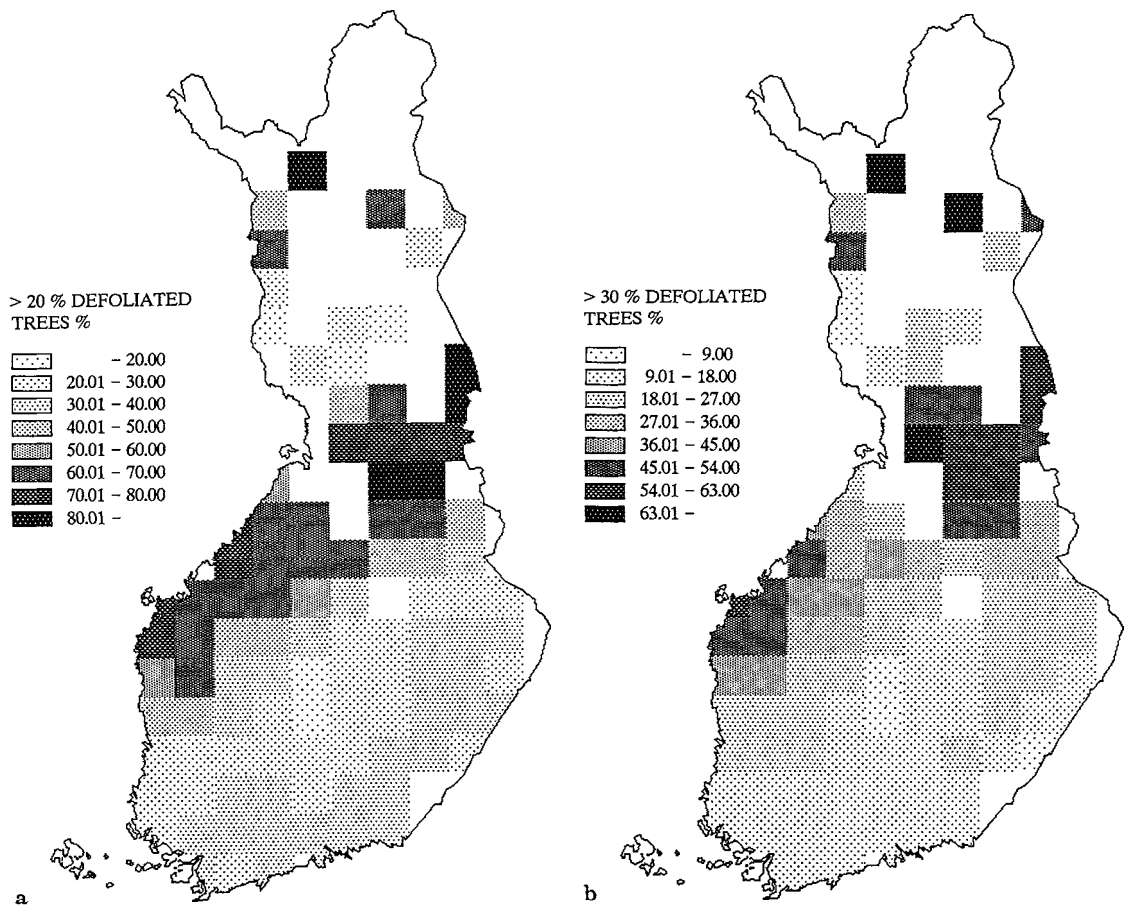 > 20 % DEFOLIATED
TREES %
– 20.00
20.01 – 30.00
30.01 – 40.00
40.01 – 50.00
50.01 – 60.00
60.01 – 70.00
70.01 – 80.00
80.01 –
a
> 30 % DEFOLIATED
TREES %
– 9.00
9.01 – 18.00
18.01 – 27.00
27.01 – 36.00
36.01 – 45.00
45.01 – 54.00
54.01 – 63.00
63.01 –
b